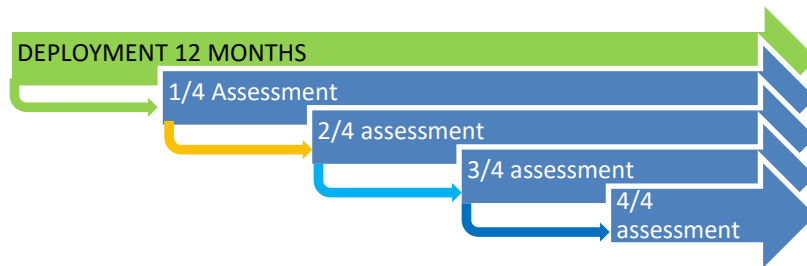 DEPLOYMENT 12 MONTHS
1/4 Assessment
2/4 assessment
3/4 assessment
4/4
assessment